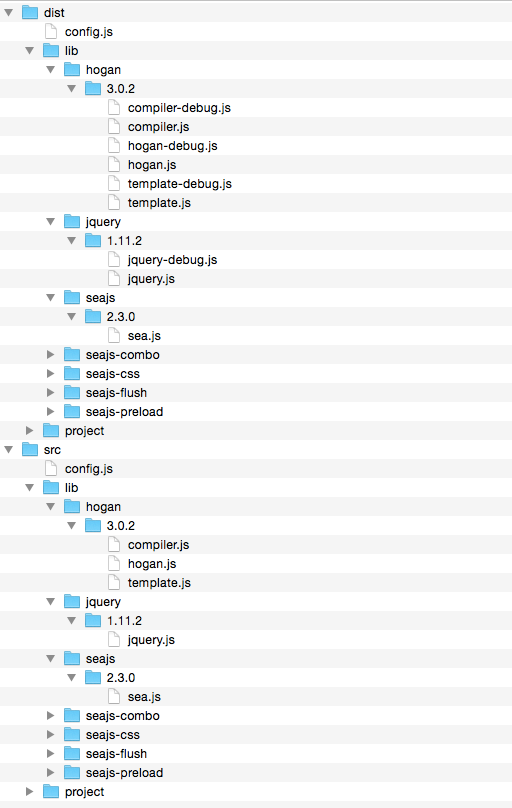 dist
config.js
lib
hogan
3.0.2
compiler-debug.js
compiler.js
hogan-debug.js
hogan.js
template-debug.js
template.js
jquery
1.11.2
jquery-debug.js
jquery.js
seajs
2.3.0
sea.js
seajs-combo
seajs-css
seajs-flush
seajs-preload
project
src
config.js
lib
hogan
3.0.2
compiler.js
hogan.js
template.js
jquery
1.11.2
jquery.js
seajs
2.3.0
sea.js
seajs-combo
seajs-css
seajs-flush
seajs-preload
project